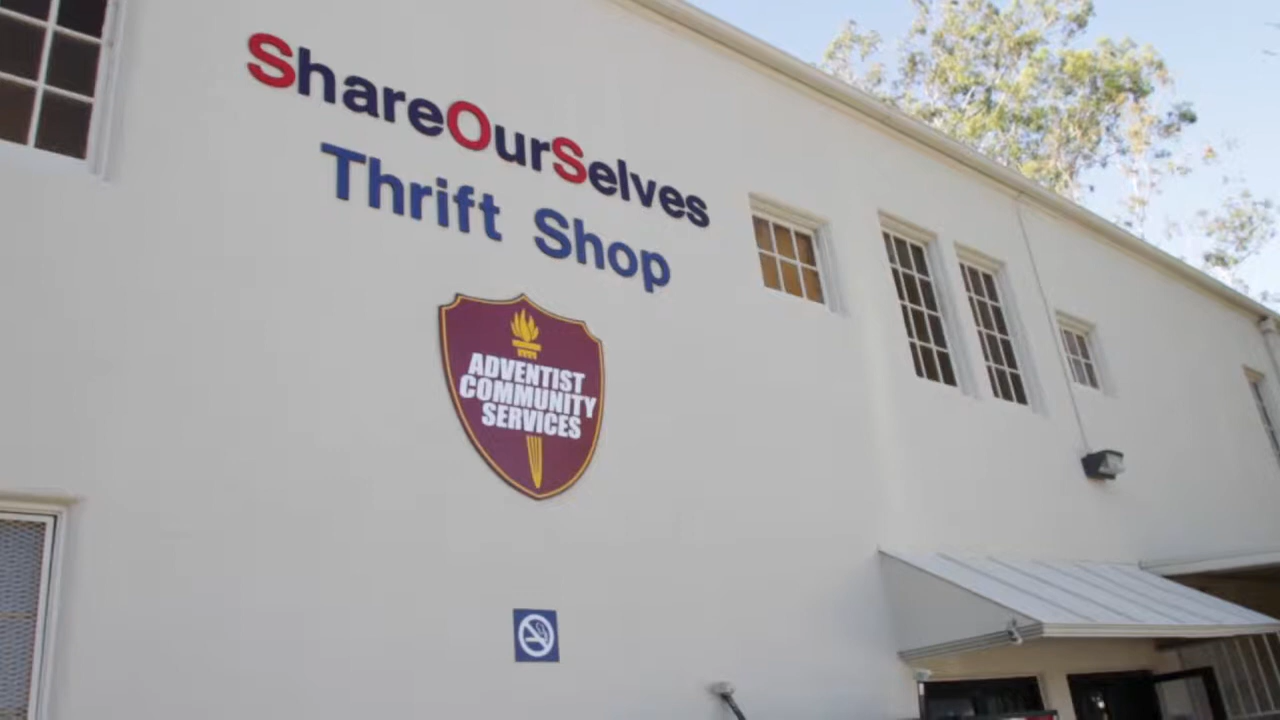 ShareOurSelves
Thrift Shop
ADVENTIST
COMMUNITY
SERVICES